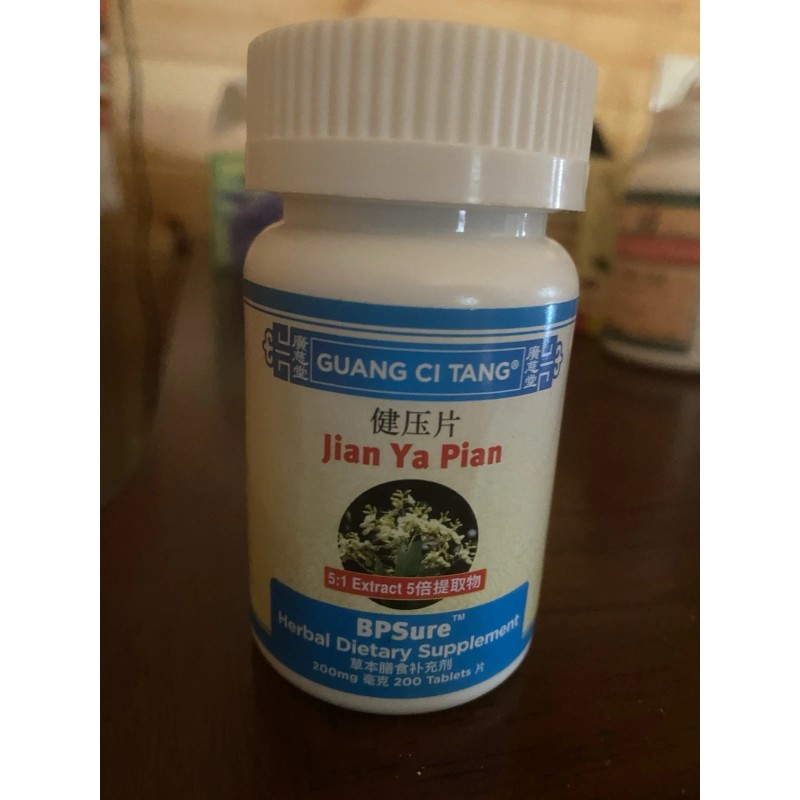 廣慈堂 GUANG CI TANG® 廣慈堂
健压片
Jian Ya Pian
5:1 Extract 5倍提取物
BPSure™
Herbal Dietary Supplement
草本膳食补充剂
200mg 毫克 200 Tablets 片